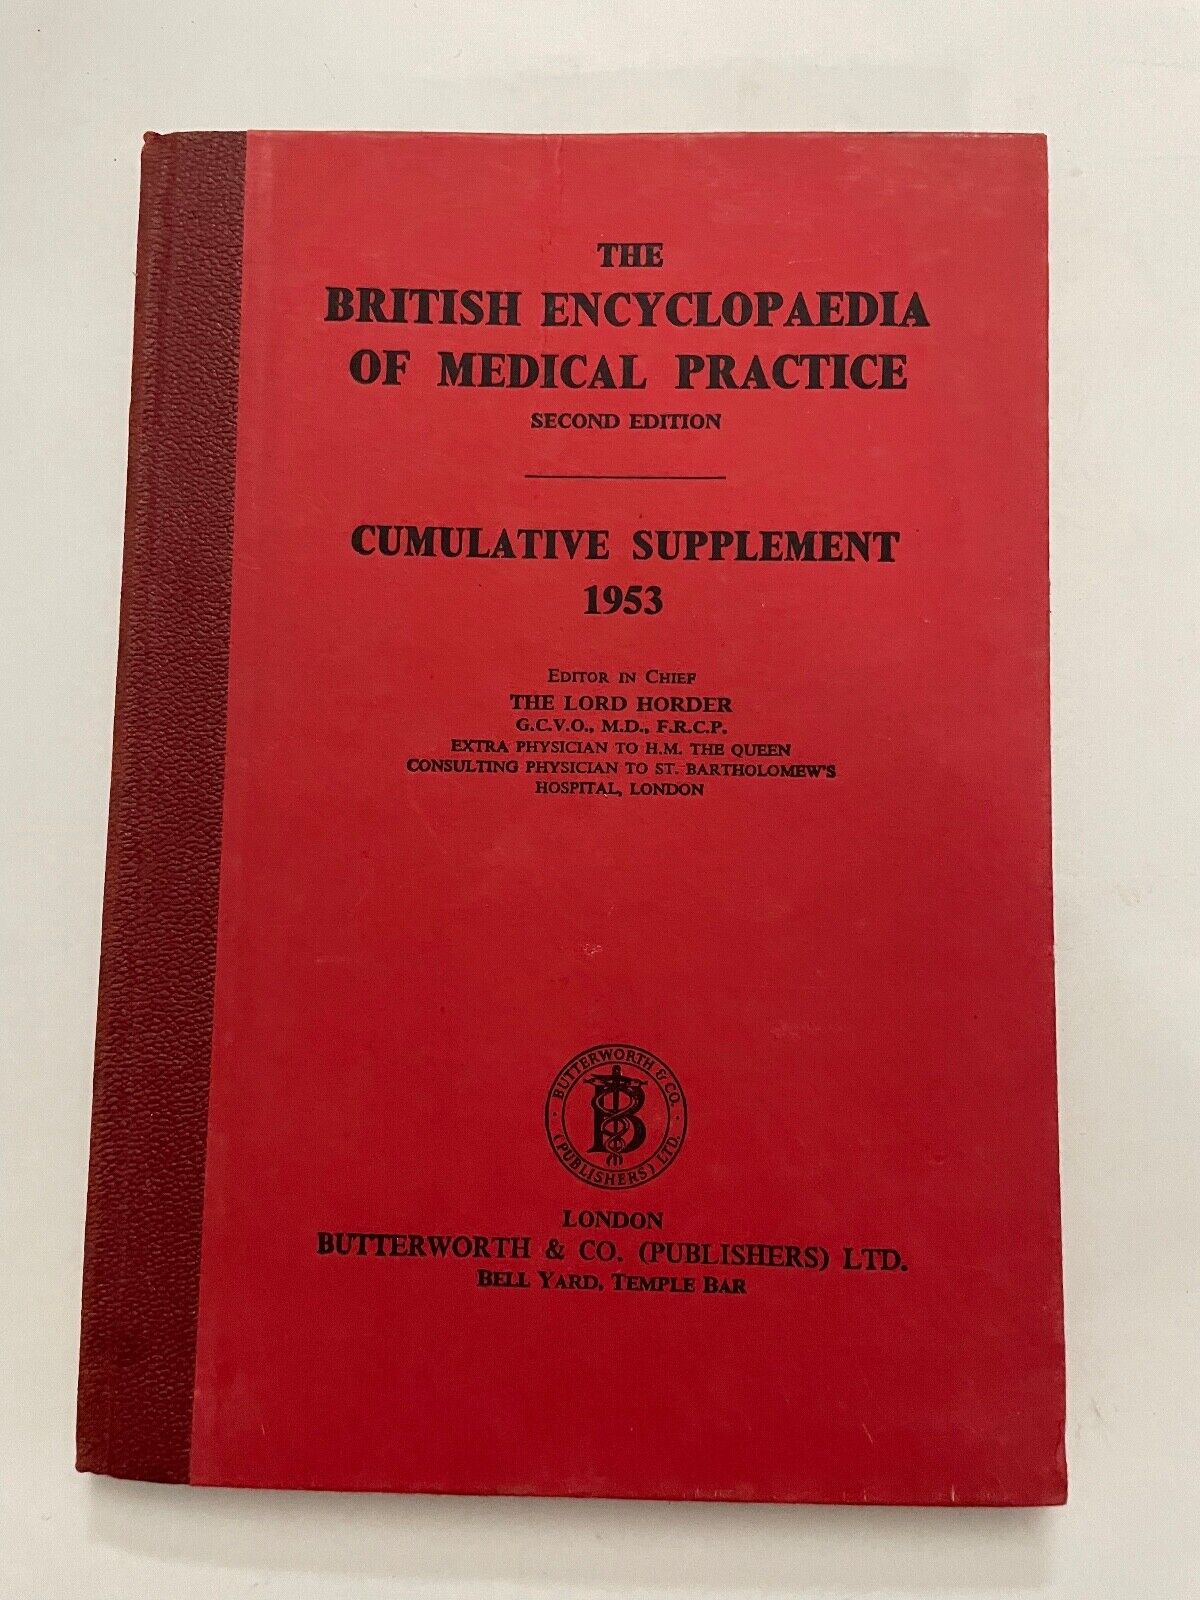 THE
BRITISH ENCYCLOPAEDIA
OF MEDICAL PRACTICE
SECOND EDITION
CUMULATIVE SUPPLEMENT
1953
EDITOR IN CHIEF
THE LORD HORDER
G.C.V.O., M.D., F.R.C.P.
EXTRA PHYSICIAN TO H.M. THE QUEEN
CONSULTING PHYSICIAN TO ST. BARTHOLOMEW'S
HOSPITAL, LONDON
BUTTERWORTH & CO.
B
(PUBLISHERS) LTD.
LONDON
BUTTERWORTH & CO. (PUBLISHERS) LTD.
BELL YARD, TEMPLE BAR